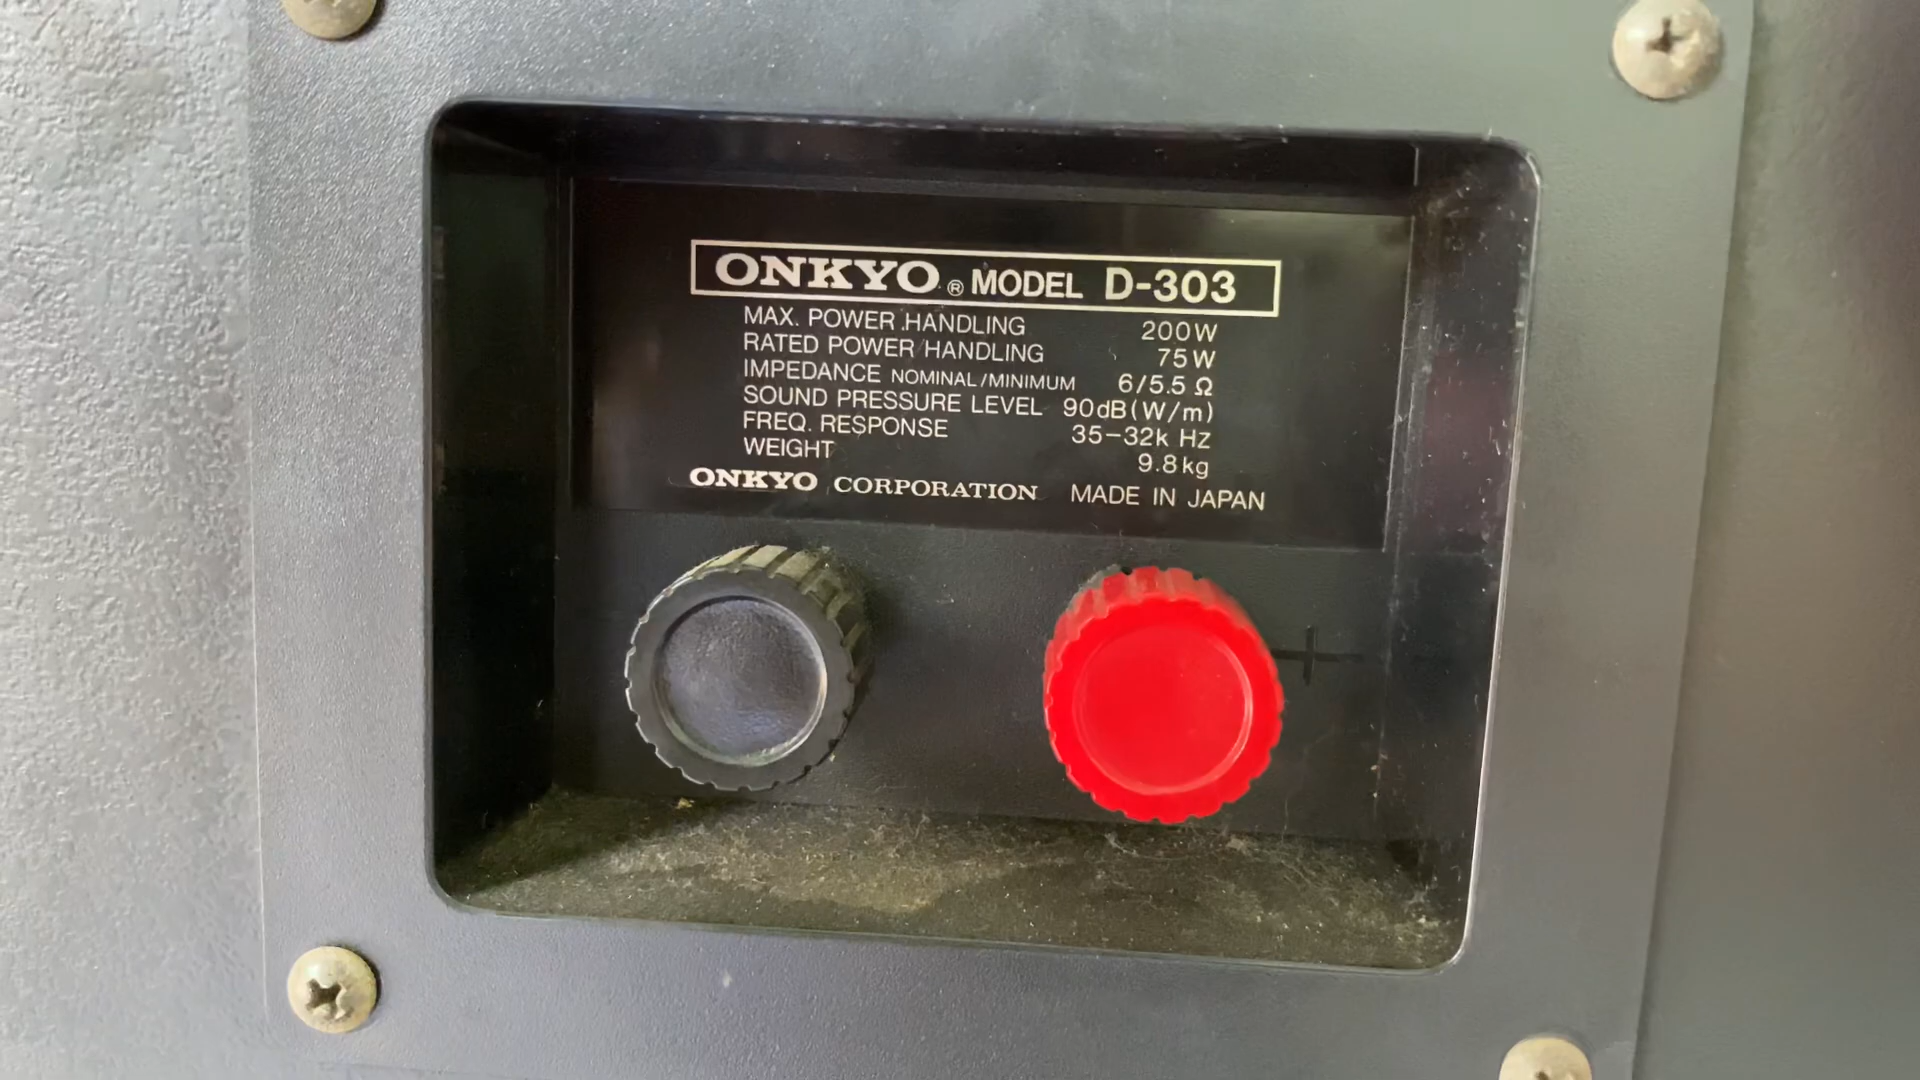 ONKYO® MODEL D-303
MAX. POWER HANDLING 200W
RATED POWER HANDLING 75W
IMPEDANCE NOMINAL/MINIMUM 6/5.5 Ω
SOUND PRESSURE LEVEL 90dB(W/m)
FREQ. RESPONSE 35-32k Hz
WEIGHT 9.8kg
ONKYO CORPORATION MADE IN JAPAN
+